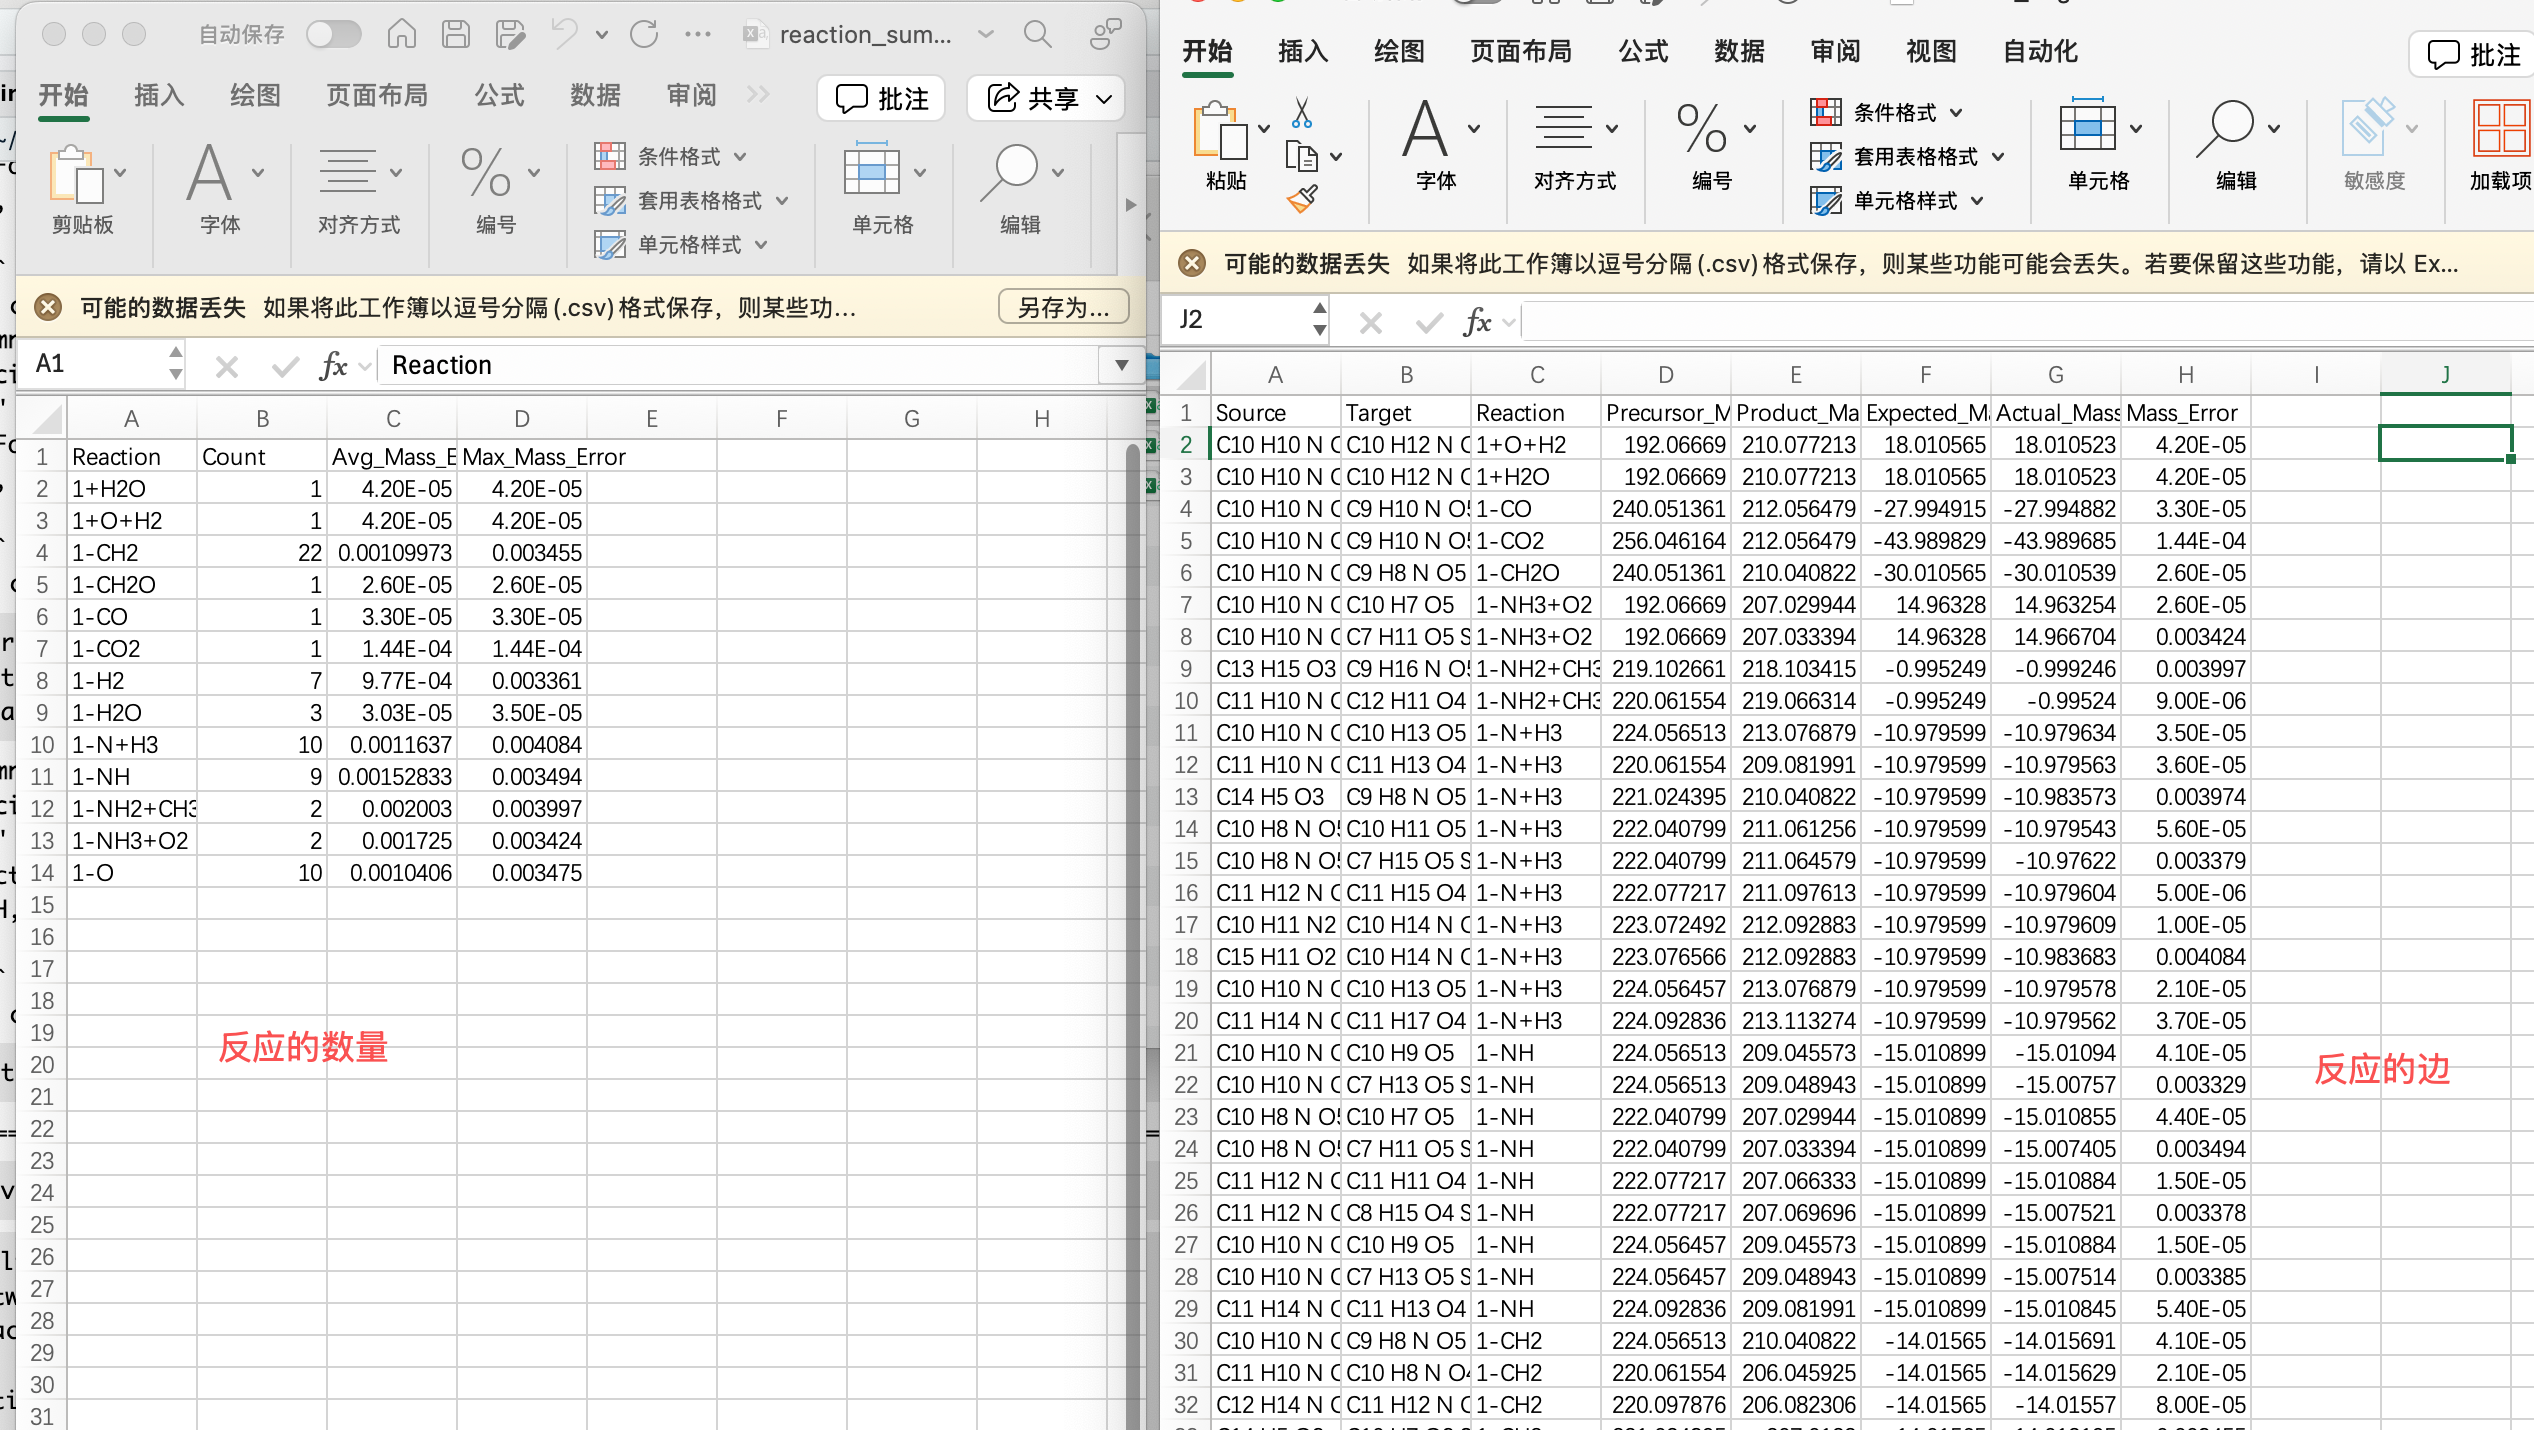 自动保存 reaction_sum...
开始 插入 绘图 页面布局 公式 数据 审阅 批注 共享
剪贴板 字体 对齐方式 编号 条件格式 套用表格格式 单元格样式 单元格 编辑
可能的数据丢失 如果将此工作簿以逗号分隔(.csv)格式保存，则某些功... 另存为...
A1 fx Reaction
A B C D E F G H
1 Reaction Count Avg_Mass_E Max_Mass_Error
2 1+H2O 1 4.20E-05 4.20E-05
3 1+O+H2 1 4.20E-05 4.20E-05
4 1-CH2 22 0.00109973 0.003455
5 1-CH2O 1 2.60E-05 2.60E-05
6 1-CO 1 3.30E-05 3.30E-05
7 1-CO2 1 1.44E-04 1.44E-04
8 1-H2 7 9.77E-04 0.003361
9 1-H2O 3 3.03E-05 3.50E-05
10 1-N+H3 10 0.0011637 0.004084
11 1-NH 9 0.00152833 0.003494
12 1-NH2+CH3 2 0.002003 0.003997
13 1-NH3+O2 2 0.001725 0.003424
14 1-O 10 0.0010406 0.003475
15
16
17
18
19
反应的数量
20
21
22
23
24
25
26
27
28
29
30
31
开始 插入 绘图 页面布局 公式 数据 审阅 视图 自动化 批注
粘贴 字体 对齐方式 编号 条件格式 套用表格格式 单元格样式 单元格 编辑 敏感度 加载项
可能的数据丢失 如果将此工作簿以逗号分隔(.csv)格式保存，则某些功能可能会丢失。若要保留这些功能，请以 Ex...
J2 fx
A B C D E F G H I J
1 Source Target Reaction Precursor_M Product_Ma Expected_Ma Actual_Mass Mass_Error
2 C10 H10 N C10 H12 N 1+O+H2 192.06669 210.077213 18.010565 18.010523 4.20E-05
3 C10 H10 N C10 H12 N 1+H2O 192.06669 210.077213 18.010565 18.010523 4.20E-05
4 C10 H10 N C9 H10 N O5 1-CO 240.051361 212.056479 -27.994915 -27.994882 3.30E-05
5 C10 H10 N C9 H10 N O5 1-CO2 256.046164 212.056479 -43.989829 -43.989685 1.44E-04
6 C10 H10 N C9 H8 N O5 1-CH2O 240.051361 210.040822 -30.010565 -30.010539 2.60E-05
7 C10 H10 N C10 H7 O5 1-NH3+O2 192.06669 207.029944 14.96328 14.963254 2.60E-05
8 C10 H10 N C7 H11 O5 S 1-NH3+O2 192.06669 207.033394 14.96328 14.966704 0.003424
9 C13 H15 O3 C9 H16 N O5 1-NH2+CH3 219.102661 218.103415 -0.995249 -0.999246 0.003997
10 C11 H10 N C12 H11 O4 1-NH2+CH3 220.061554 219.066314 -0.995249 -0.99524 9.00E-06
11 C10 H10 N C10 H13 O5 1-N+H3 224.056513 213.076879 -10.979599 -10.979634 3.50E-05
12 C11 H10 N C11 H13 O4 1-N+H3 220.061554 209.081991 -10.979599 -10.979563 3.60E-05
13 C14 H5 O3 C9 H8 N O5 1-N+H3 221.024395 210.040822 -10.979599 -10.983573 0.003974
14 C10 H8 N O5 C10 H11 O5 1-N+H3 222.040799 211.061256 -10.979599 -10.979543 5.60E-05
15 C10 H8 N O5 C7 H15 O5 S 1-N+H3 222.040799 211.064579 -10.979599 -10.97622 0.003379
16 C11 H12 N C11 H15 O4 1-N+H3 222.077217 211.097613 -10.979599 -10.979604 5.00E-06
17 C10 H11 N2 C10 H14 N 1-N+H3 223.072492 212.092883 -10.979599 -10.979609 1.00E-05
18 C15 H11 O2 C10 H14 N 1-N+H3 223.076566 212.092883 -10.979599 -10.983683 0.004084
19 C10 H10 N C10 H13 O5 1-N+H3 224.056457 213.076879 -10.979599 -10.979578 2.10E-05
20 C11 H14 N C11 H17 O4 1-N+H3 224.092836 213.113274 -10.979599 -10.979562 3.70E-05
21 C10 H10 N C10 H9 O5 1-NH 224.056513 209.045573 -15.010899 -15.01094 4.10E-05
反应的边
22 C10 H10 N C7 H13 O5 S 1-NH 224.056513 209.048943 -15.010899 -15.00757 0.003329
23 C10 H8 N O5 C10 H7 O5 1-NH 222.040799 207.029944 -15.010899 -15.010855 4.40E-05
24 C10 H8 N O5 C7 H11 O5 S 1-NH 222.040799 207.033394 -15.010899 -15.007405 0.003494
25 C11 H12 N C11 H11 O4 1-NH 222.077217 207.066333 -15.010899 -15.010884 1.50E-05
26 C11 H12 N C8 H15 O4 S 1-NH 222.077217 207.069696 -15.010899 -15.007521 0.003378
27 C10 H10 N C10 H9 O5 1-NH 224.056457 209.045573 -15.010899 -15.010884 1.50E-05
28 C10 H10 N C7 H13 O5 S 1-NH 224.056457 209.048943 -15.010899 -15.007514 0.003385
29 C11 H14 N C11 H13 O4 1-NH 224.092836 209.081991 -15.010899 -15.010845 5.40E-05
30 C10 H10 N C9 H8 N O5 1-CH2 224.056513 210.040822 -14.01565 -14.015691 4.10E-05
31 C11 H10 N C10 H8 N O4 1-CH2 220.061554 206.045925 -14.01565 -14.015629 2.10E-05
32 C12 H14 N C11 H12 N 1-CH2 220.097876 206.082306 -14.01565 -14.01557 8.00E-05